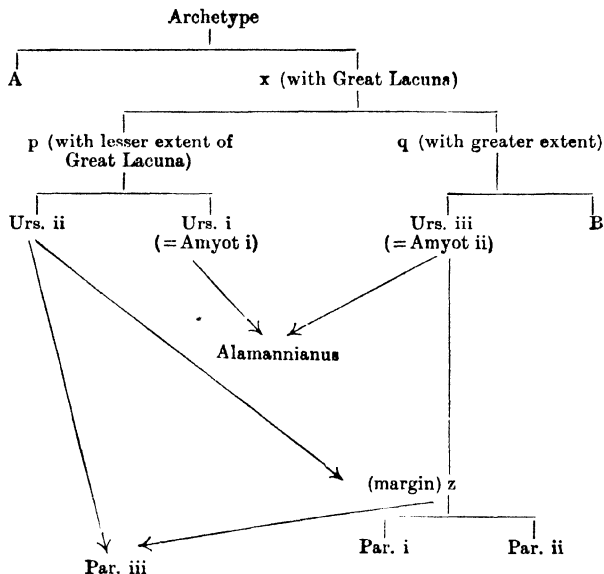 Archetype
A
x (with Great Lacuna)
p (with lesser extent of
Great Lacuna)
q (with greater extent)
Urs. ii
Urs. i
(=Amyot i)
Urs. iii
(=Amyot ii)
B
Alamannianus
(margin) z
Par. i
Par. ii
Par. iii